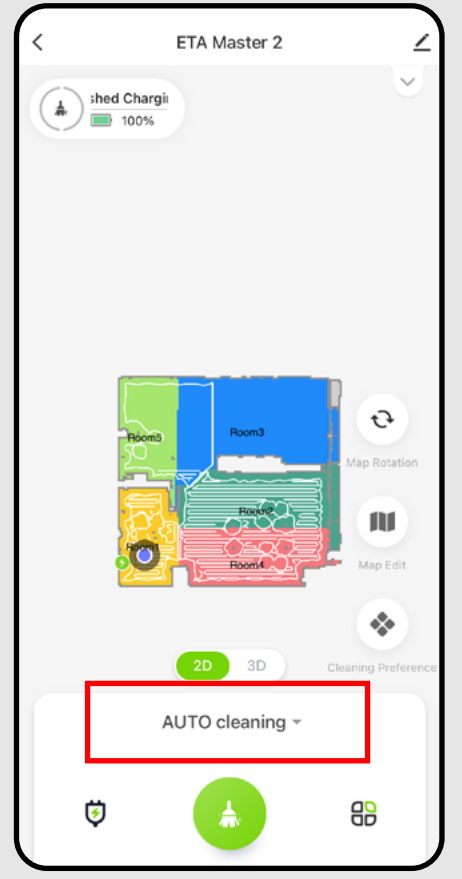 ETA Master 2
shed Chargi
100%
Room5
Room3
Map Rotation
Room2
Room1
Room4
Map Edit
2D
3D
Cleaning Preference
AUTO cleaning